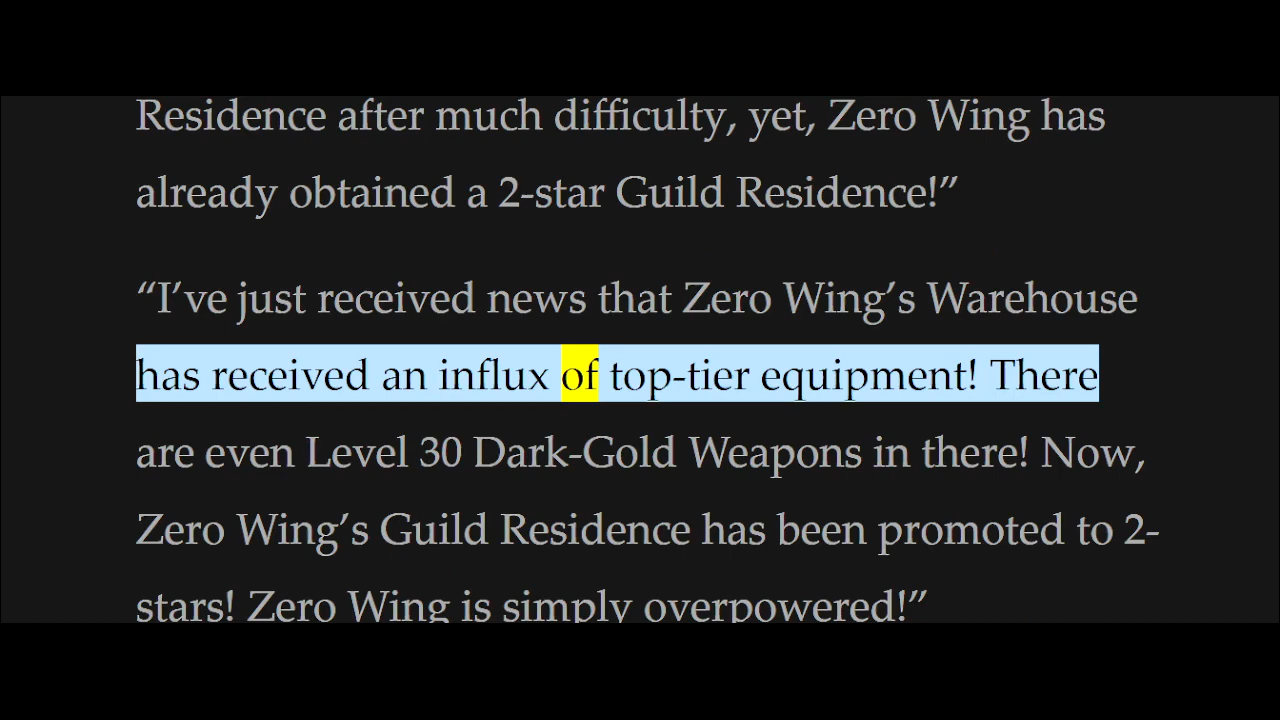 Residence after much difficulty, yet, Zero Wing has
already obtained a 2-star Guild Residence!”
“I’ve just received news that Zero Wing’s Warehouse
has received an influx of top-tier equipment! There
are even Level 30 Dark-Gold Weapons in there! Now,
Zero Wing’s Guild Residence has been promoted to 2-
stars! Zero Wing is simply overpowered!”